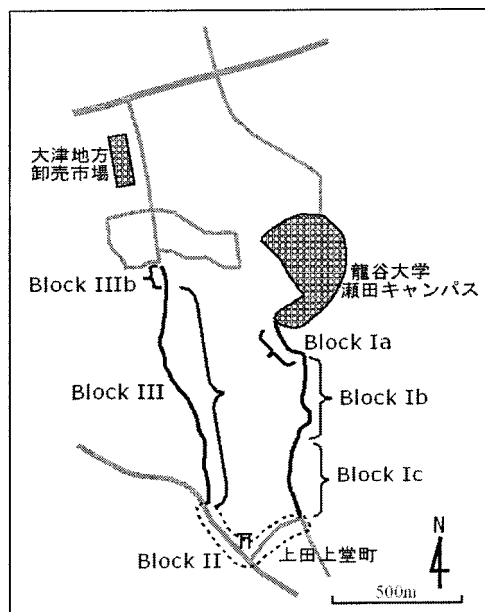 大津地方
卸売市場
龍谷大学
瀬田キャンパス
Block IIIb
Block Ia
Block III
Block Ib
Block Ic
Block II
上田上堂町
N
500m